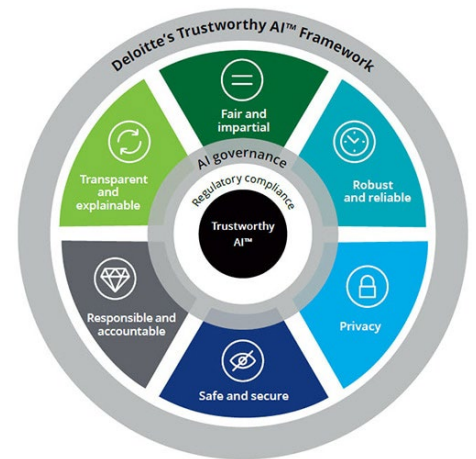 Deloitte's Trustworthy AI™ Framework
Fair and
impartial
Robust
and reliable
Privacy
Safe and secure
Responsible and
accountable
Transparent
and
explainable
AI governance
Regulatory compliance
Trustworthy
AI™